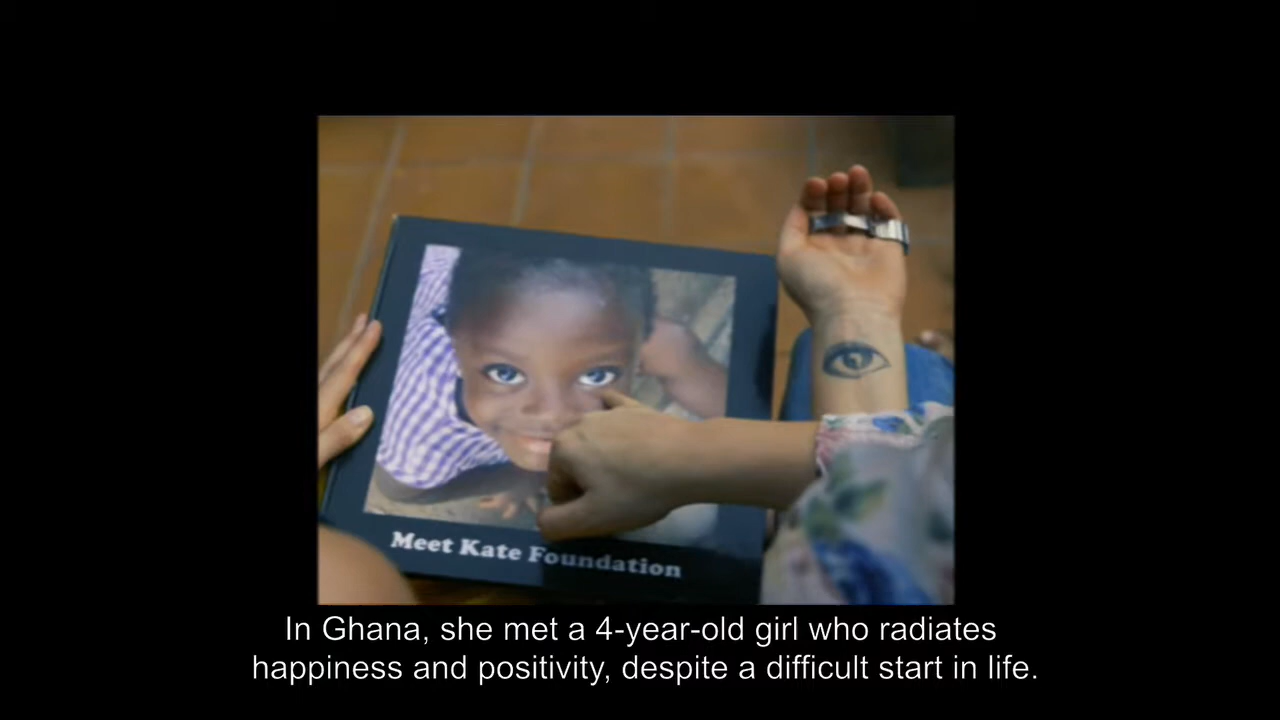 Meet Kate Foundation
In Ghana, she met a 4-year-old girl who radiates
happiness and positivity, despite a difficult start in life.